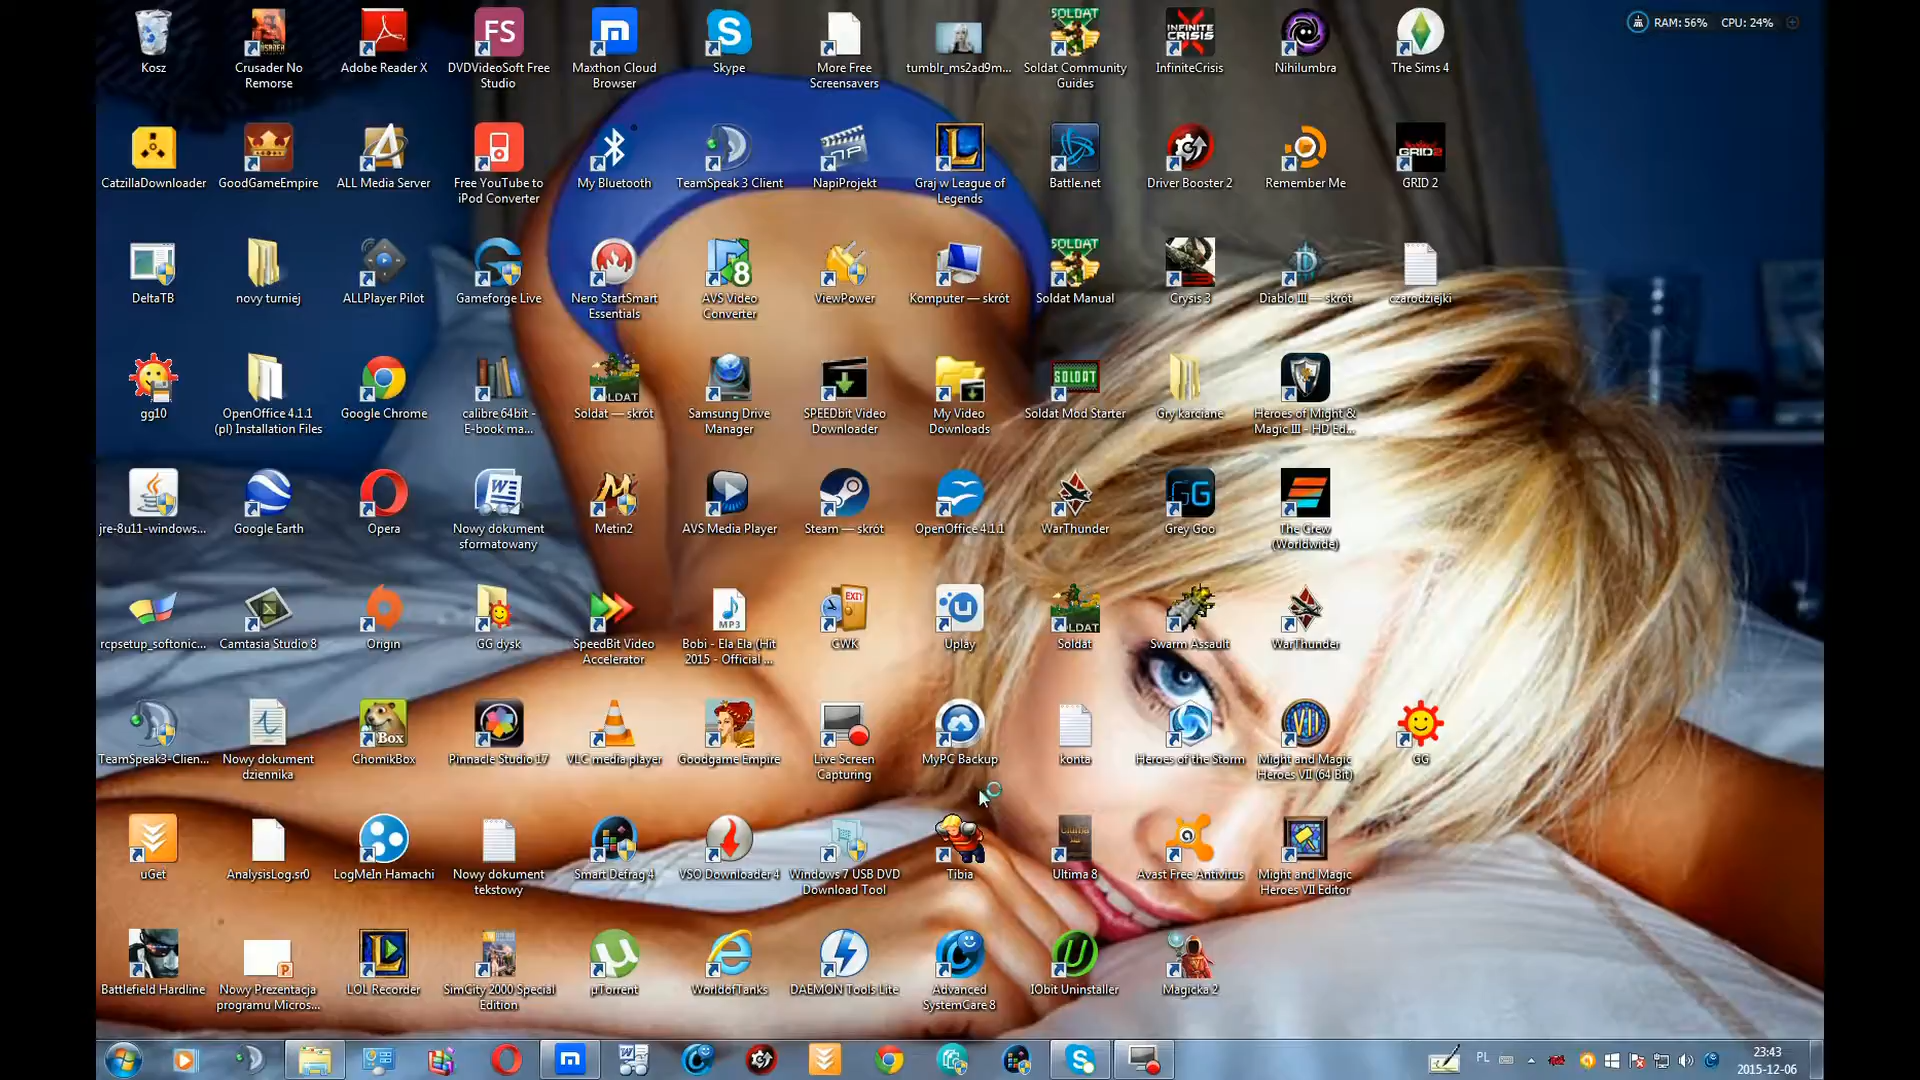 RAM: 56% CPU: 24%
Kosz
Crusader No
Remorse
Adobe Reader X
DVDVideoSoft Free
Studio
Maxthon Cloud
Browser
Skype
More Free
Screensavers
tumblr_ms2ad9m...
Soldat Community
Guides
InfiniteCrisis
Nihilumbra
The Sims 4
CatzillaDownloader
GoodGameEmpire
ALL Media Server
Free YouTube to
iPod Converter
My Bluetooth
TeamSpeak 3 Client
NapiProjekt
Graj w League of
Legends
Battle.net
Driver Booster 2
Remember Me
GRID 2
DeltaTB
novy turniej
ALLPlayer Pilot
Gameforge Live
Nero StartSmart
Essentials
AVS Video
Converter
ViewPower
Komputer — skrót
Soldat Manual
Crysis 3
Diablo III — skrót
czarodziejki
gg10
OpenOffice 4.1.1
(pl) Installation Files
Google Chrome
calibre 64bit -
E-book ma...
Soldat — skrót
Samsung Drive
Manager
SPEEDbit Video
Downloader
My Video
Downloads
Soldat Mod Starter
Gry karciane
Heroes of Might &
Magic III - HD Ed...
jre-8u11-windows...
Google Earth
Opera
Nowy dokument
sformatowany
Metin2
AVS Media Player
Steam — skrót
OpenOffice 4.1.1
WarThunder
Grey Goo
The Crew
(Worldwide)
rcpsetup_softonic...
Camtasia Studio 8
Origin
GG dysk
SpeedBit Video
Accelerator
Bobi - Ela Ela (Hit
2015 - Official ...
CWK
Uplay
Soldat
Swarm Assault
WarThunder
TeamSpeak3-Clien...
Nowy dokument
dziennika
ChomikBox
Pinnacle Studio 17
VLC media player
Goodgame Empire
Live Screen
Capturing
MyPC Backup
konta
Heroes of the Storm
Might and Magic
Heroes VII (64 Bit)
GG
uGet
AnalysisLog.sr0
LogMeIn Hamachi
Nowy dokument
tekstowy
Smart Defrag 4
VSO Downloader 4
Windows 7 USB DVD
Download Tool
Tibia
Ultima 8
Avast Free Antivirus
Might and Magic
Heroes VII Editor
Battlefield Hardline
Nowy Prezentacja
programu Micros...
LOL Recorder
SimCity 2000 Special
Edition
µTorrent
WorldofTanks
DAEMON Tools Lite
Advanced
SystemCare 8
IObit Uninstaller
Magicka 2
PL
23:43
2015-12-06